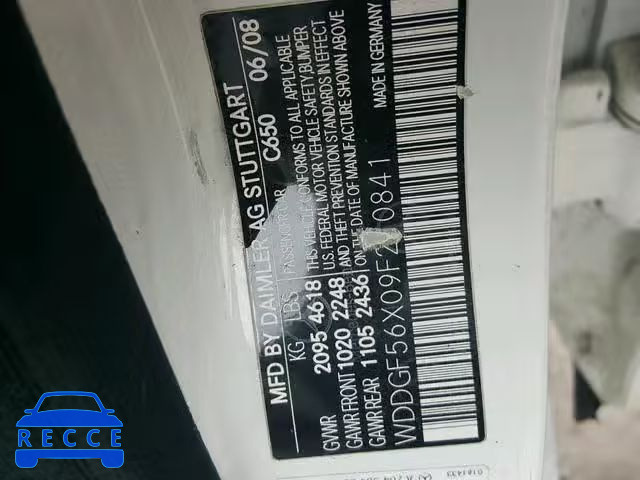 MFD BY DAIMLER AG STUTTGART 06/08
KG LBS PASSENGER CAR C650
GVWR 2095 4618 THIS VEHICLE CONFORMS TO ALL APPLICABLE
U.S. FEDERAL MOTOR VEHICLE SAFETY/BUMPER
GAWR FRONT 1020 2248 AND THEFT PREVENTION STANDARDS IN EFFECT
GAWR REAR 1105 2436 ON THE DATE OF MANUFACTURE SHOWN ABOVE
WDDGF56X09F 0841 MADE IN GERMANY
RECCE